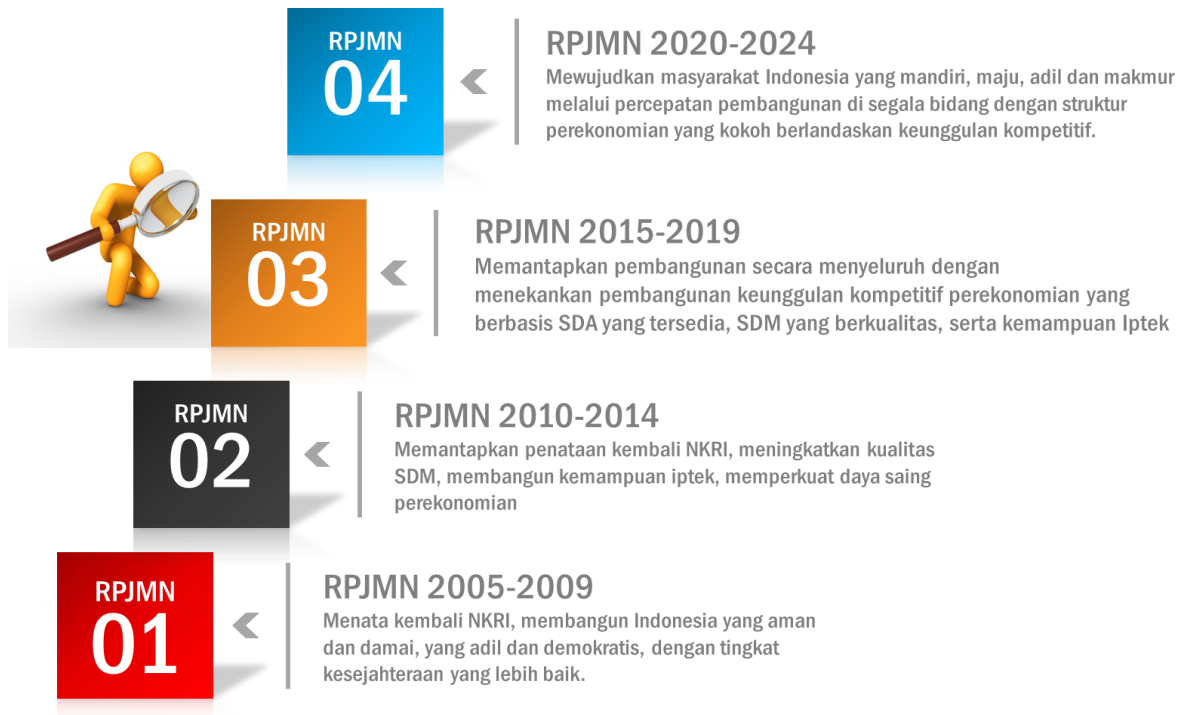 RPJMN
04
RPJMN 2020-2024
Mewujudkan masyarakat Indonesia yang mandiri, maju, adil dan makmur
melalui percepatan pembangunan di segala bidang dengan struktur
perekonomian yang kokoh berlandaskan keunggulan kompetitif.
RPJMN
03
RPJMN 2015-2019
Memantapkan pembangunan secara menyeluruh dengan
menekankan pembangunan keunggulan kompetitif perekonomian yang
berbasis SDA yang tersedia, SDM yang berkualitas, serta kemampuan Iptek
RPJMN
02
RPJMN 2010-2014
Memantapkan penataan kembali NKRI, meningkatkan kualitas
SDM, membangun kemampuan iptek, memperkuat daya saing
perekonomian
RPJMN
01
RPJMN 2005-2009
Menata kembali NKRI, membangun Indonesia yang aman
dan damai, yang adil dan demokratis, dengan tingkat
kesejahteraan yang lebih baik.